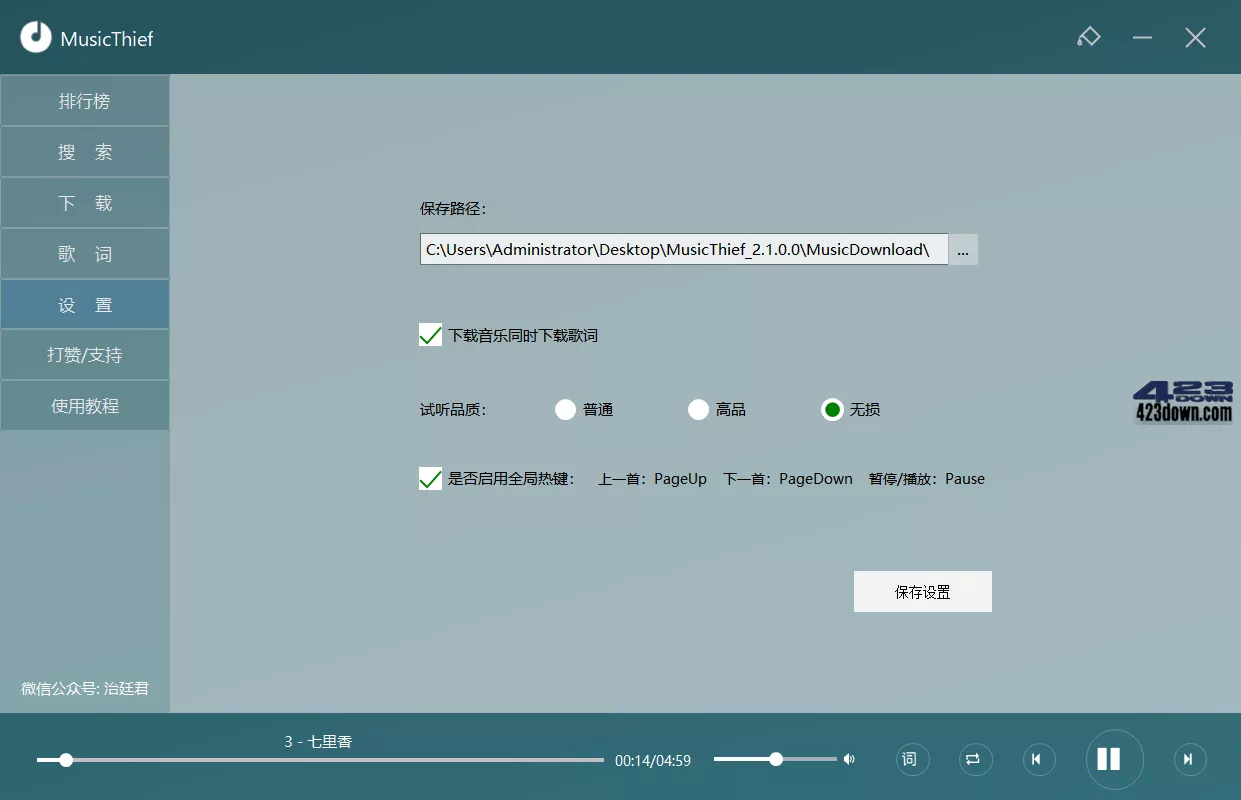 MusicThief
排行榜
搜 索
下 载
歌 词
设 置
打赞/支持
使用教程
微信公众号: 治廷君
保存路径：
C:\Users\Administrator\Desktop\MusicThief_2.1.0.0\MusicDownload\ ...
下载音乐同时下载歌词
试听品质： 普通 高品 无损
是否启用全局热键： 上一首：PageUp 下一首：PageDown 暂停/播放：Pause
保存设置
423
DOWN
423down.com
3 - 七里香
00:14/04:59
词